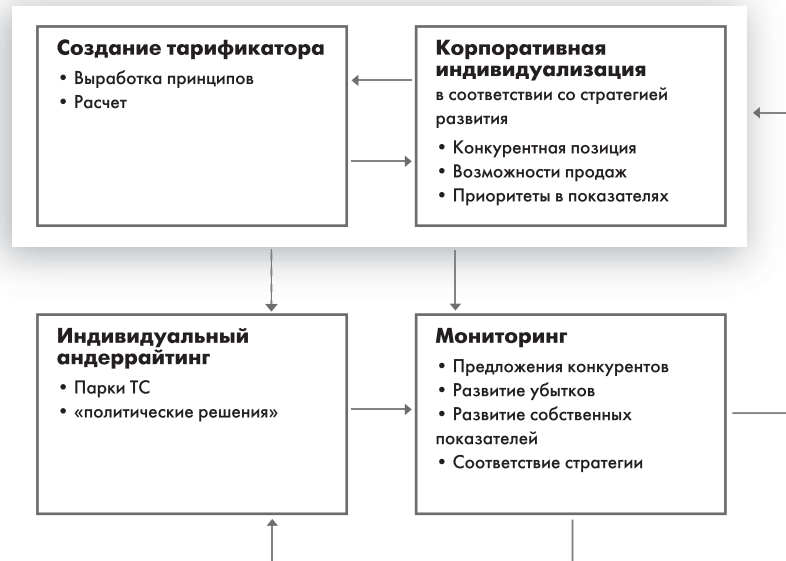 Создание тарификатора
• Выработка принципов
• Расчет
Корпоративная
индивидуализация
в соответствии со стратегией
развития
• Конкурентная позиция
• Возможности продаж
• Приоритеты в показателях
Индивидуальный
андеррайтинг
• Парки ТС
• «политические решения»
Мониторинг
• Предложения конкурентов
• Развитие убытков
• Развитие собственных
показателей
• Соответствие стратегии